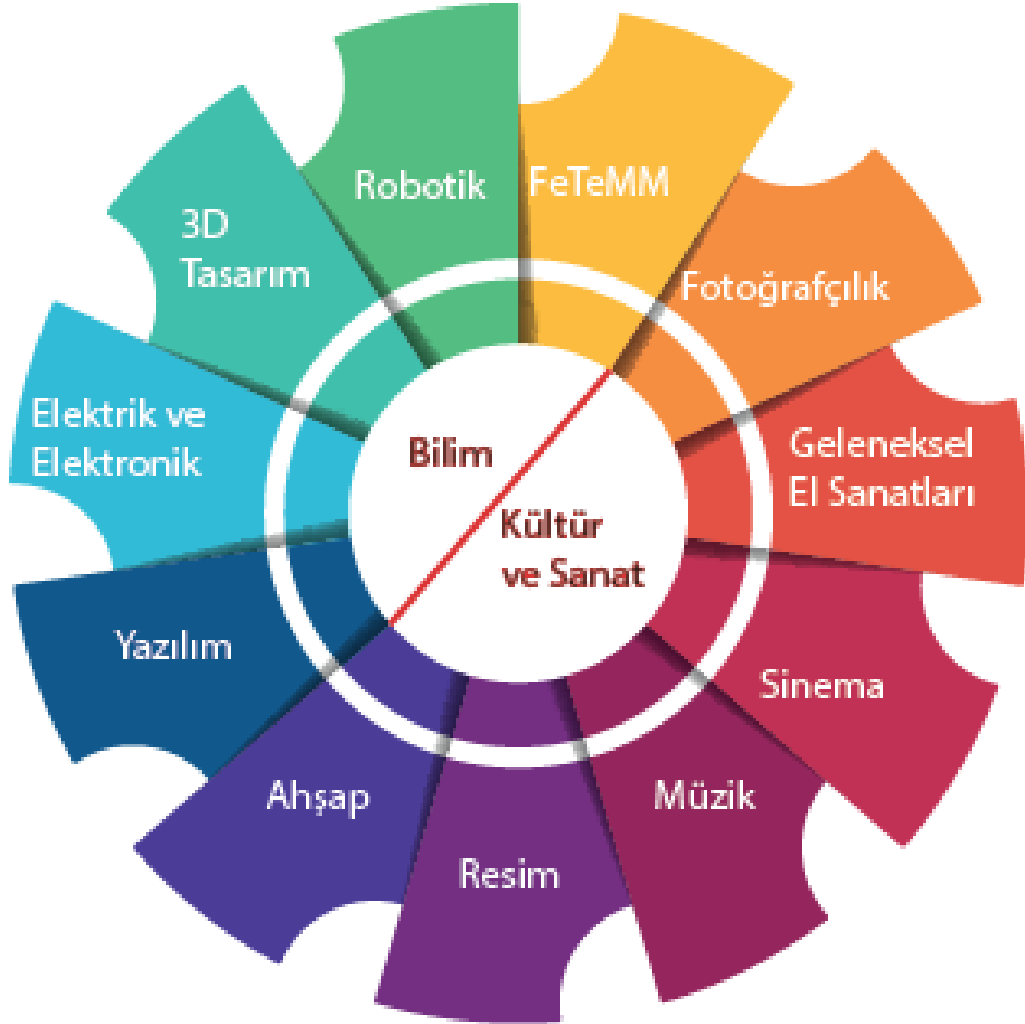 Robotik
FeTeMM
3D
Tasarım
Fotoğrafçılık
Elektrik ve
Elektronik
Bilim
Geleneksel
El Sanatları
Kültür
ve Sanat
Yazılım
Sinema
Ahşap
Müzik
Resim